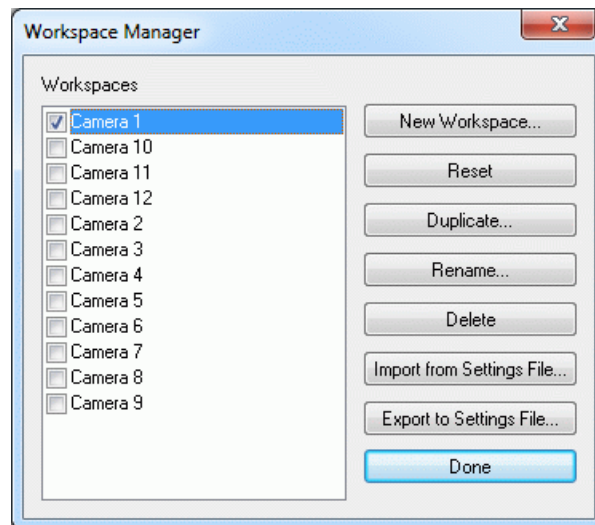 Workspace Manager
Workspaces
Camera 1
Camera 10
Camera 11
Camera 12
Camera 2
Camera 3
Camera 4
Camera 5
Camera 6
Camera 7
Camera 8
Camera 9
New Workspace...
Reset
Duplicate...
Rename...
Delete
Import from Settings File...
Export to Settings File...
Done